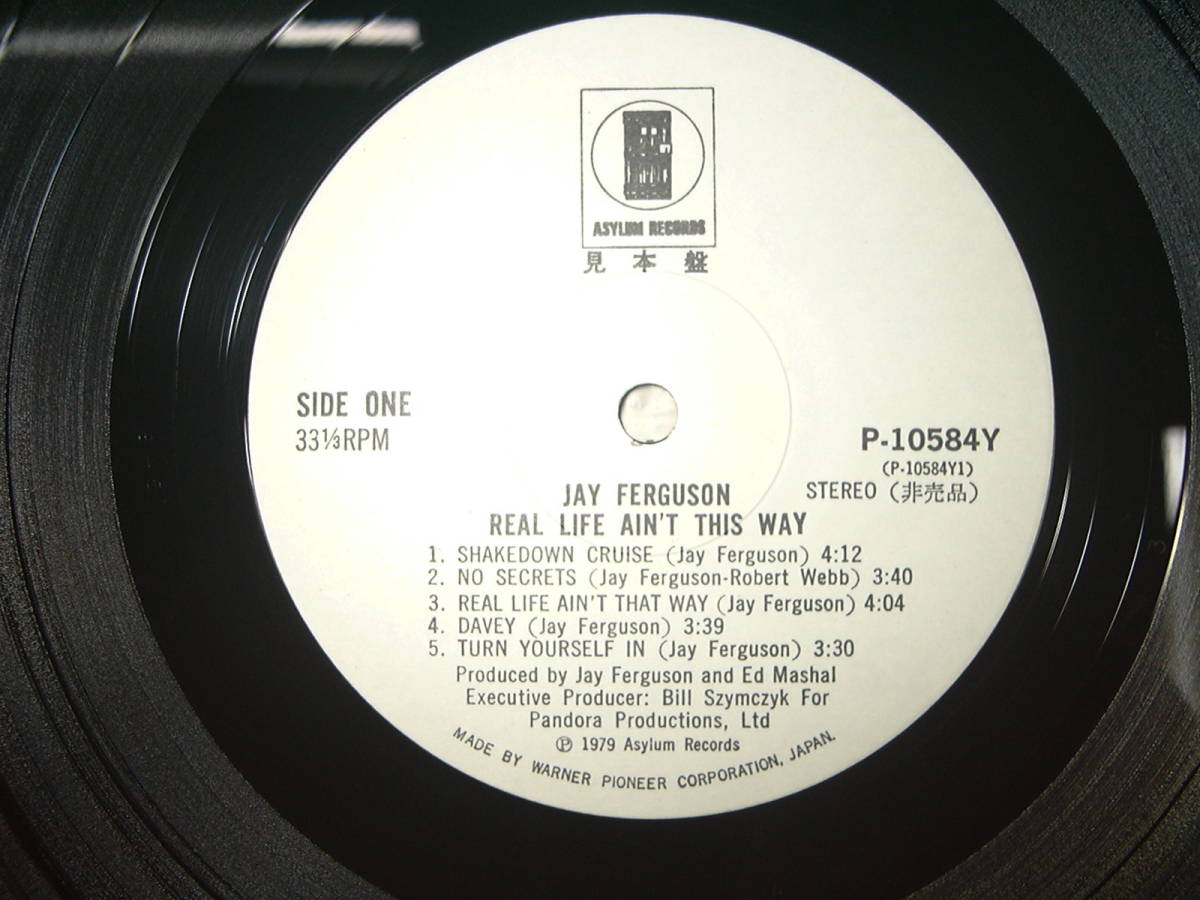 ASYLUM RECORDS
見本盤
SIDE ONE
33⅓RPM
P-10584Y
(P-10584Y1)
STEREO (非売品)
JAY FERGUSON
REAL LIFE AIN'T THIS WAY
1. SHAKEDOWN CRUISE (Jay Ferguson) 4:12
2. NO SECRETS (Jay Ferguson-Robert Webb) 3:40
3. REAL LIFE AIN'T THAT WAY (Jay Ferguson) 4:04
4. DAVEY (Jay Ferguson) 3:39
5. TURN YOURSELF IN (Jay Ferguson) 3:30
Produced by Jay Ferguson and Ed Mashal
Executive Producer: Bill Szymczyk For
Pandora Productions, Ltd
℗ 1979 Asylum Records
MADE BY WARNER PIONEER CORPORATION, JAPAN.